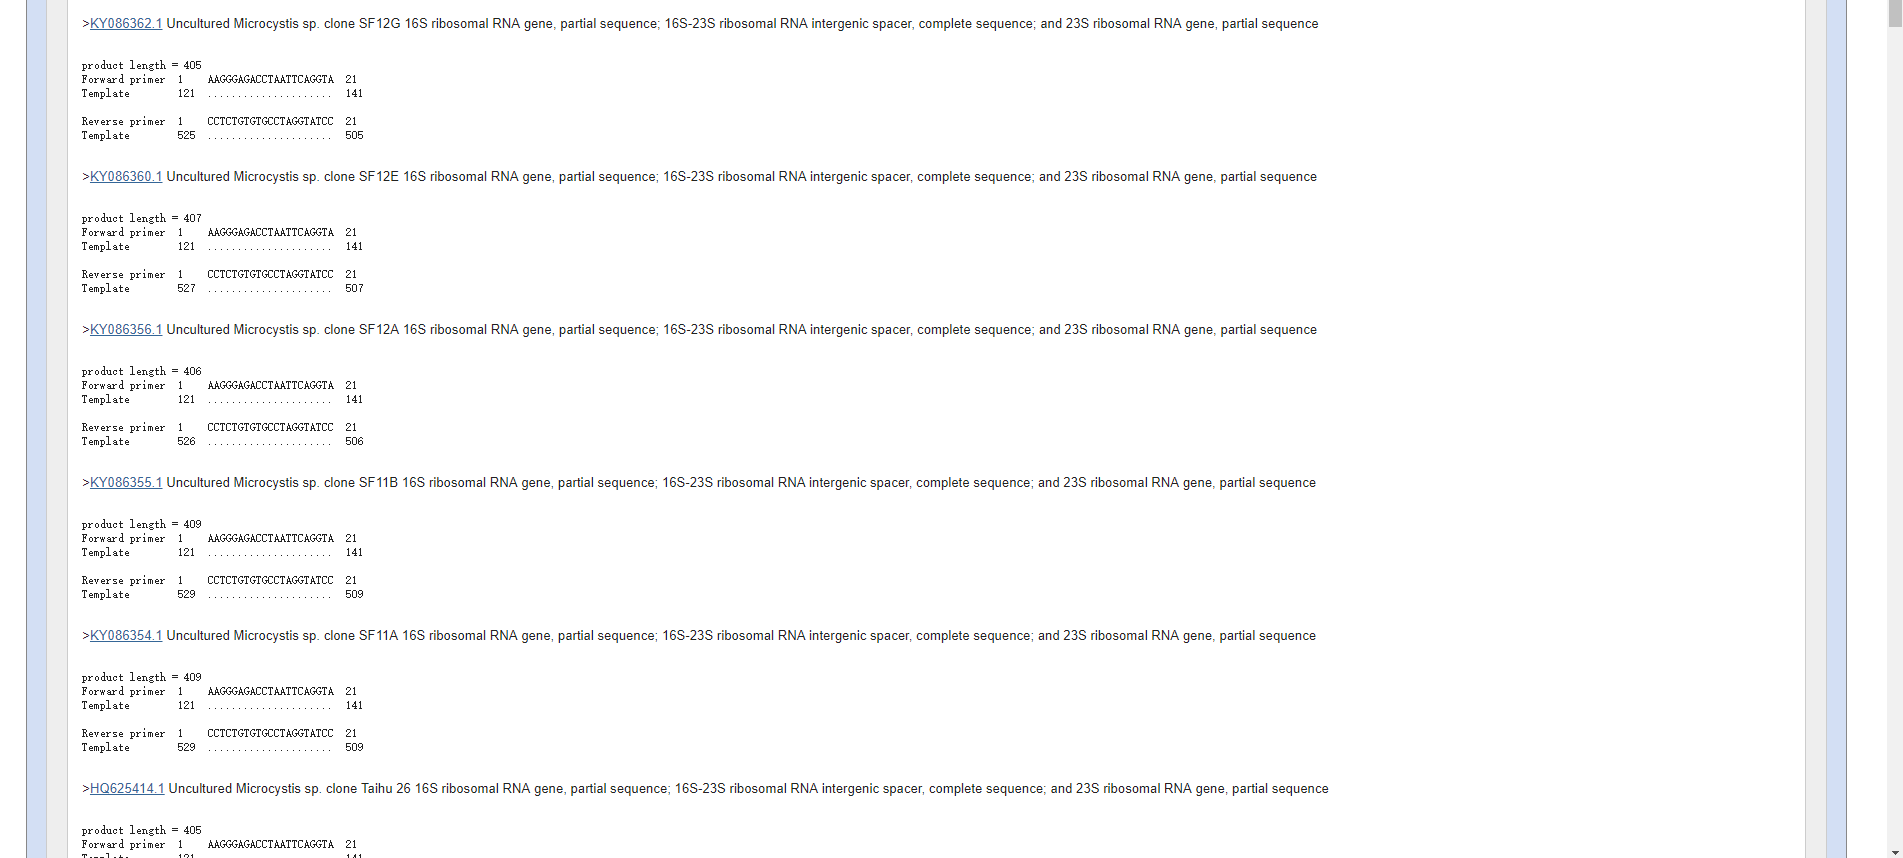 >KY086362.1 Uncultured Microcystis sp. clone SF12G 16S ribosomal RNA gene, partial sequence; 16S-23S ribosomal RNA intergenic spacer, complete sequence; and 23S ribosomal RNA gene, partial sequence
product length = 405
Forward primer  1    AAGGGAGACCTAATTCAGGTA  21
Template        121  .....................  141
Reverse primer  1    CCTCTGTGTGCCTAGGTATCC  21
Template        525  .....................  505
>KY086360.1 Uncultured Microcystis sp. clone SF12E 16S ribosomal RNA gene, partial sequence; 16S-23S ribosomal RNA intergenic spacer, complete sequence; and 23S ribosomal RNA gene, partial sequence
product length = 407
Forward primer  1    AAGGGAGACCTAATTCAGGTA  21
Template        121  .....................  141
Reverse primer  1    CCTCTGTGTGCCTAGGTATCC  21
Template        527  .....................  507
>KY086356.1 Uncultured Microcystis sp. clone SF12A 16S ribosomal RNA gene, partial sequence; 16S-23S ribosomal RNA intergenic spacer, complete sequence; and 23S ribosomal RNA gene, partial sequence
product length = 406
Forward primer  1    AAGGGAGACCTAATTCAGGTA  21
Template        121  .....................  141
Reverse primer  1    CCTCTGTGTGCCTAGGTATCC  21
Template        526  .....................  506
>KY086355.1 Uncultured Microcystis sp. clone SF11B 16S ribosomal RNA gene, partial sequence; 16S-23S ribosomal RNA intergenic spacer, complete sequence; and 23S ribosomal RNA gene, partial sequence
product length = 409
Forward primer  1    AAGGGAGACCTAATTCAGGTA  21
Template        121  .....................  141
Reverse primer  1    CCTCTGTGTGCCTAGGTATCC  21
Template        529  .....................  509
>KY086354.1 Uncultured Microcystis sp. clone SF11A 16S ribosomal RNA gene, partial sequence; 16S-23S ribosomal RNA intergenic spacer, complete sequence; and 23S ribosomal RNA gene, partial sequence
product length = 409
Forward primer  1    AAGGGAGACCTAATTCAGGTA  21
Template        121  .....................  141
Reverse primer  1    CCTCTGTGTGCCTAGGTATCC  21
Template        529  .....................  509
>HQ625414.1 Uncultured Microcystis sp. clone Taihu 26 16S ribosomal RNA gene, partial sequence; 16S-23S ribosomal RNA intergenic spacer, complete sequence; and 23S ribosomal RNA gene, partial sequence
product length = 405
Forward primer  1    AAGGGAGACCTAATTCAGGTA  21
Template        121                         141